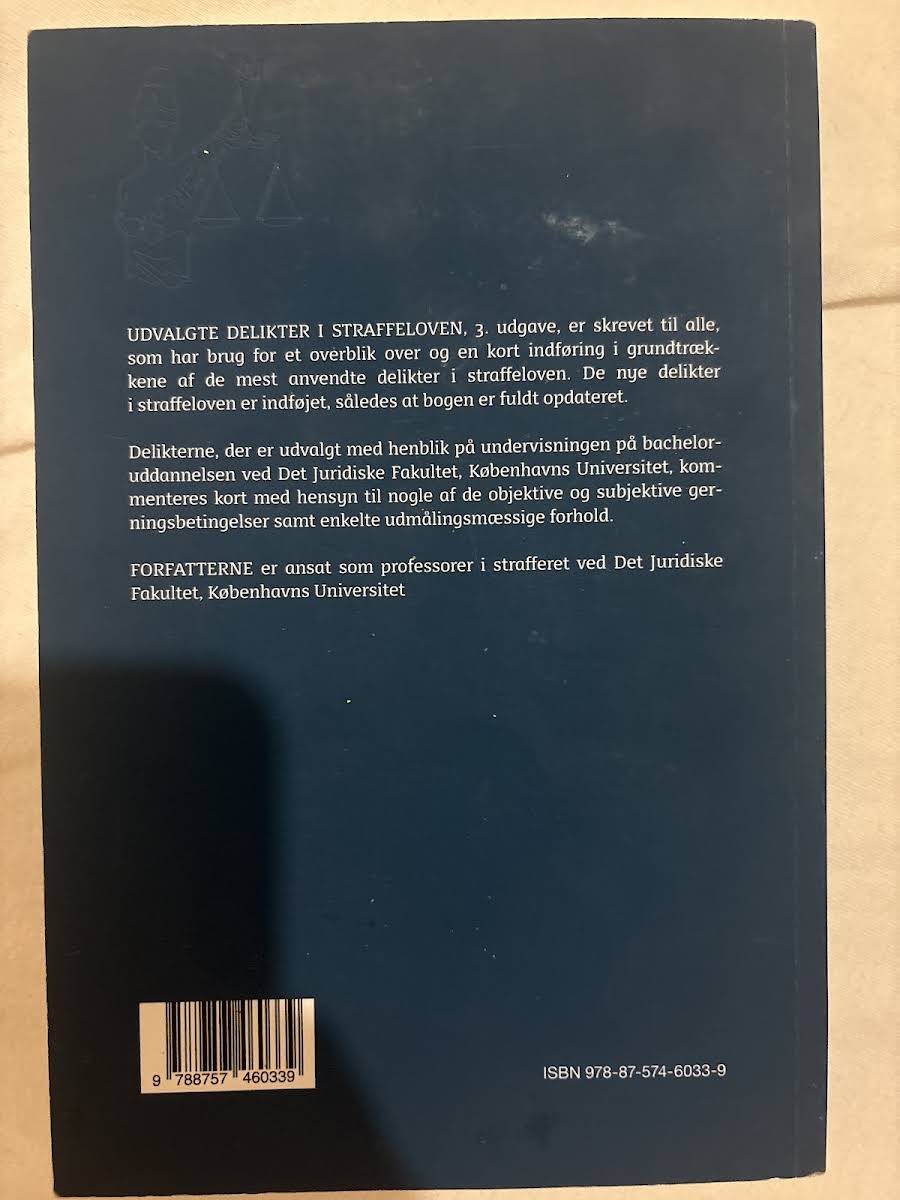 UDVALGTE DELIKTER I STRAFFELOVEN, 3. udgave, er skrevet til alle,
som har brug for et overblik over og en kort indføring i grundtræk-
kene af de mest anvendte delikter i straffeloven. De nye delikter
i straffeloven er indføjet, således at bogen er fuldt opdateret.
Delikterne, der er udvalgt med henblik på undervisningen på bachelor-
uddannelsen ved Det Juridiske Fakultet, Københavns Universitet, kom-
menteres kort med hensyn til nogle af de objektive og subjektive ger-
ningsbetingelser samt enkelte udmålingsmæssige forhold.
FORFATTERNE er ansat som professorer i strafferet ved Det Juridiske
Fakultet, Københavns Universitet
9 788757 460339
ISBN 978-87-574-6033-9